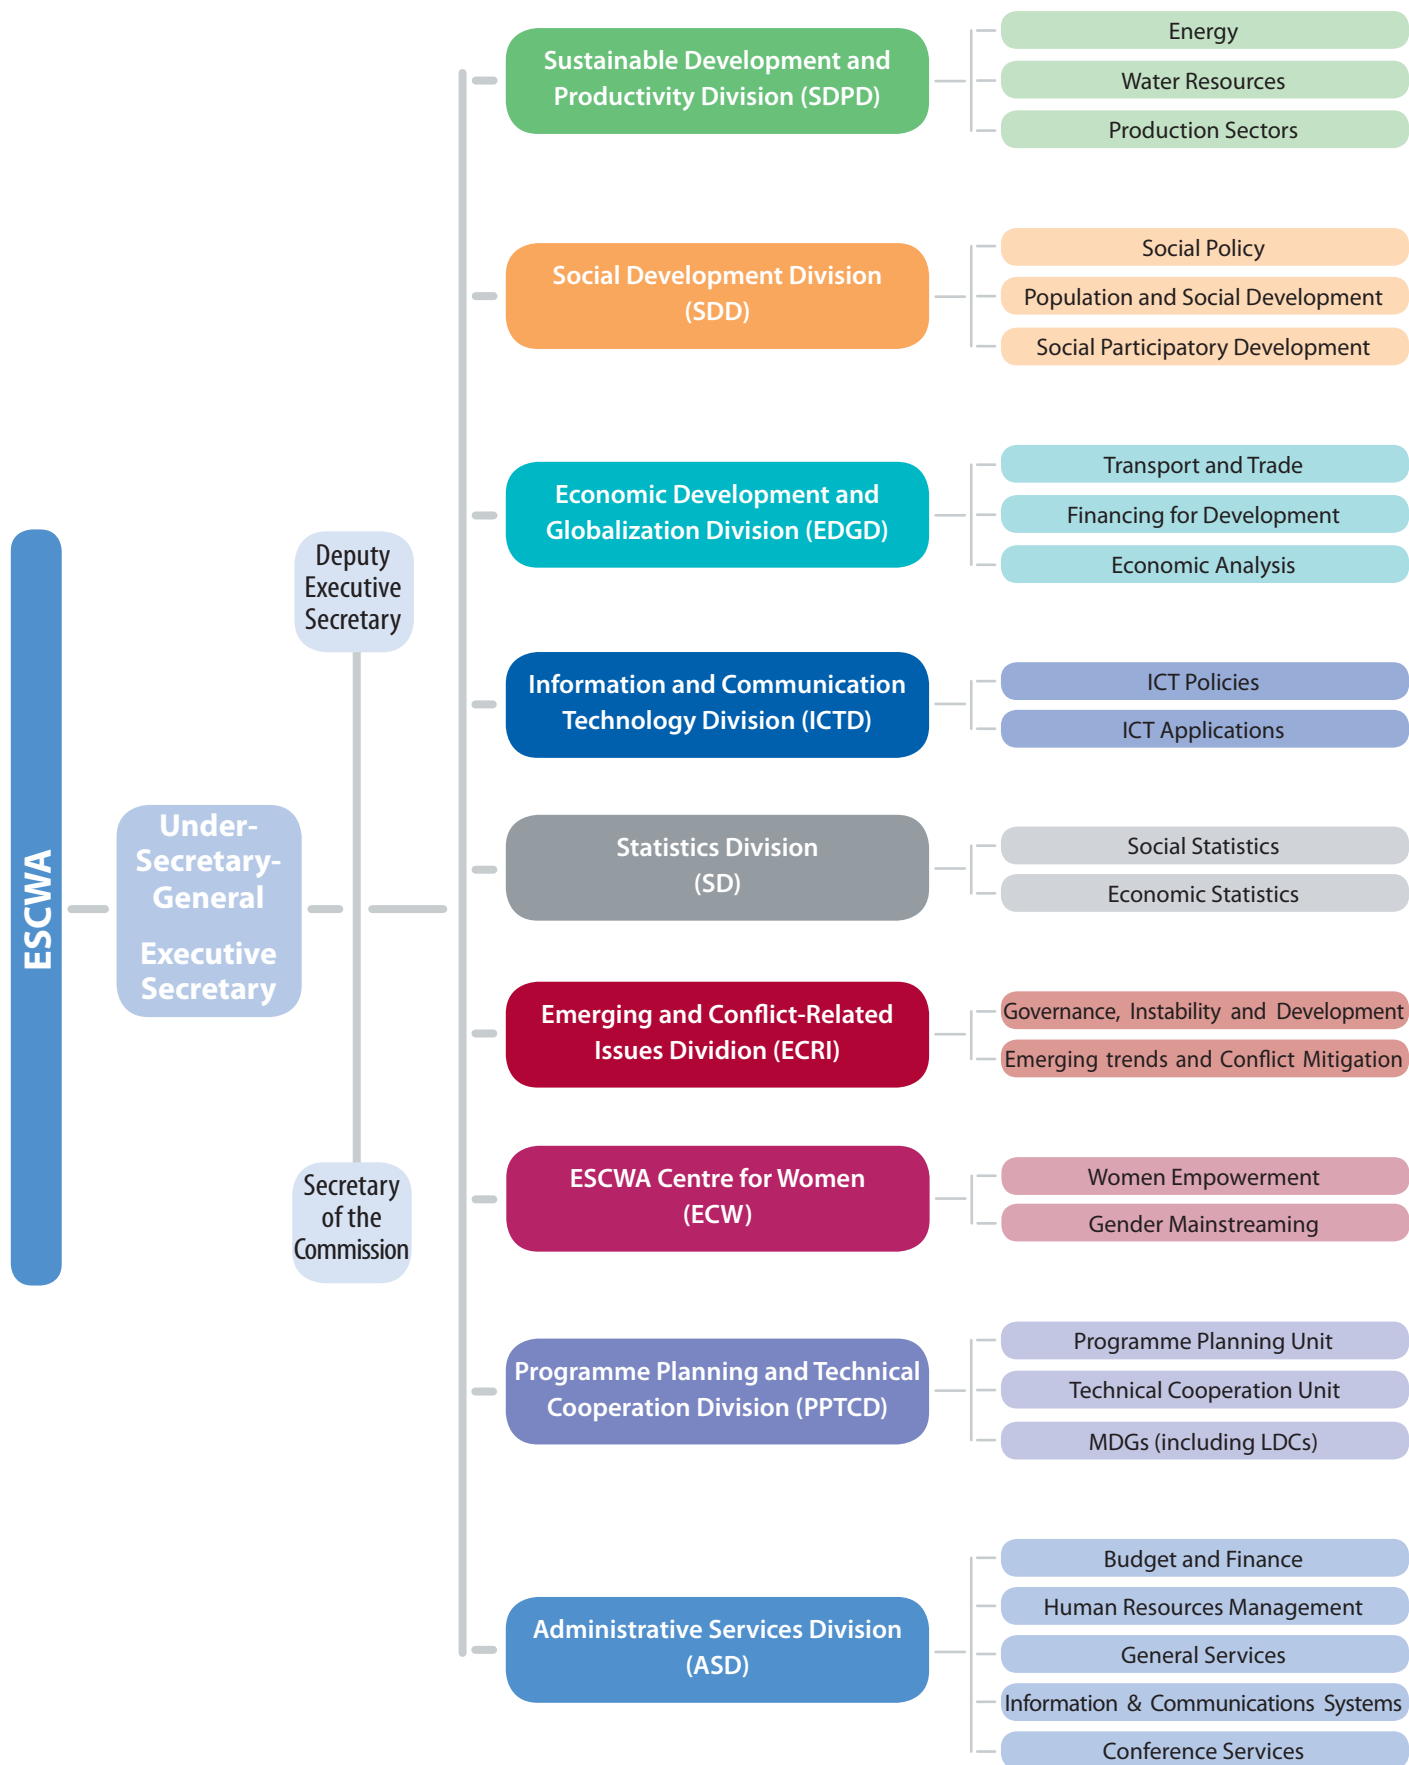 ESCWA
Under-
Secretary-
General
Executive
Secretary
Deputy
Executive
Secretary
Secretary
of the
Commission
Sustainable Development and
Productivity Division (SDPD)
Energy
Water Resources
Production Sectors
Social Development Division
(SDD)
Social Policy
Population and Social Development
Social Participatory Development
Economic Development and
Globalization Division (EDGD)
Transport and Trade
Financing for Development
Economic Analysis
Information and Communication
Technology Division (ICTD)
ICT Policies
ICT Applications
Statistics Division
(SD)
Social Statistics
Economic Statistics
Emerging and Conflict-Related
Issues Dividion (ECRI)
Governance, Instability and Development
Emerging trends and Conflict Mitigation
ESCWA Centre for Women
(ECW)
Women Empowerment
Gender Mainstreaming
Programme Planning and Technical
Cooperation Division (PPTCD)
Programme Planning Unit
Technical Cooperation Unit
MDGs (including LDCs)
Administrative Services Division
(ASD)
Budget and Finance
Human Resources Management
General Services
Information & Communications Systems
Conference Services